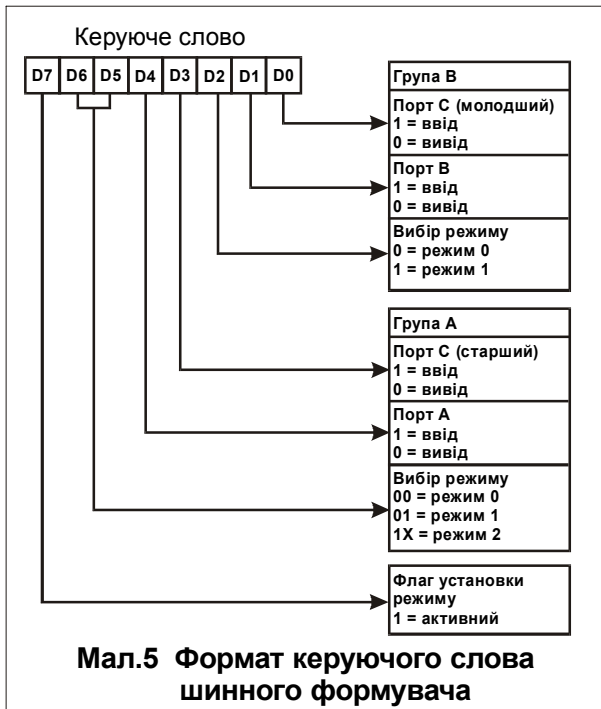 Керуюче слово
D7 D6 D5 D4 D3 D2 D1 D0
Група B
Порт C (молодший)
1 = ввід
0 = вивід
Порт B
1 = ввід
0 = вивід
Вибір режиму
0 = режим 0
1 = режим 1
Група A
Порт C (старший)
1 = ввід
0 = вивід
Порт A
1 = ввід
0 = вивід
Вибір режиму
00 = режим 0
01 = режим 1
1X = режим 2
Флаг установки
режиму
1 = активний
Мал.5 Формат керуючого слова
шинного формувача